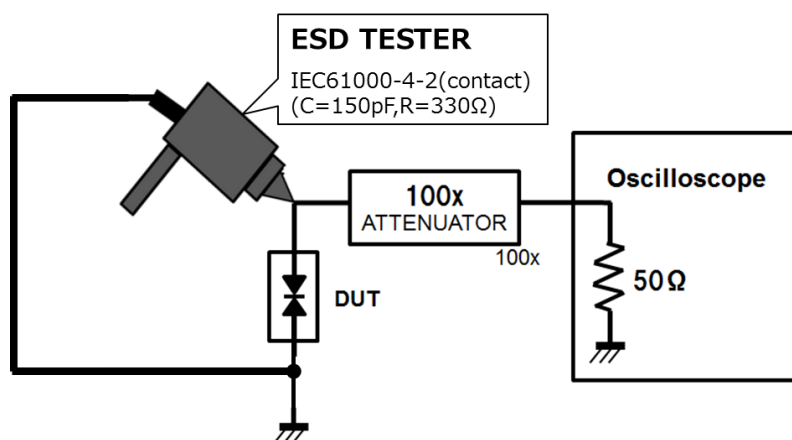 ESD TESTER
IEC61000-4-2(contact)
(C=150pF,R=330Ω)
100x
ATTENUATOR
100x
Oscilloscope
50Ω
DUT